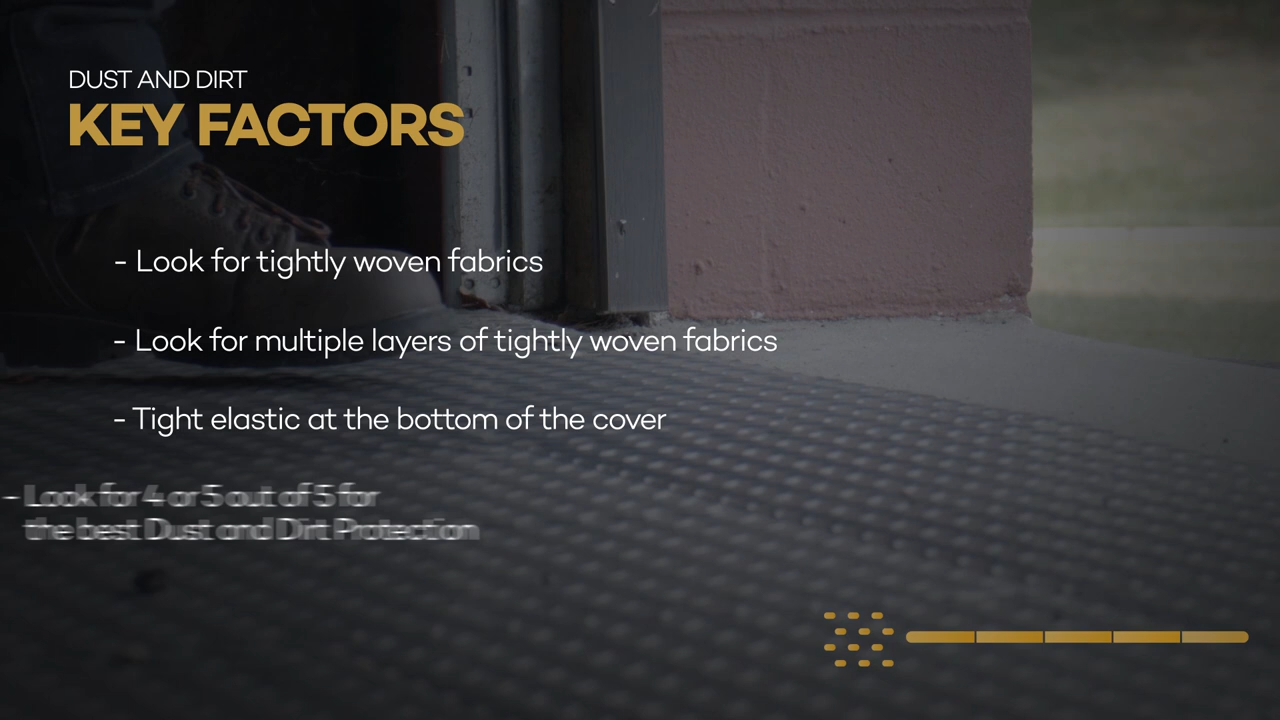 DUST AND DIRT
KEY FACTORS
- Look for tightly woven fabrics
- Look for multiple layers of tightly woven fabrics
- Tight elastic at the bottom of the cover
- Look for 4 or 5 out of 5 for
the best Dust and Dirt Protection